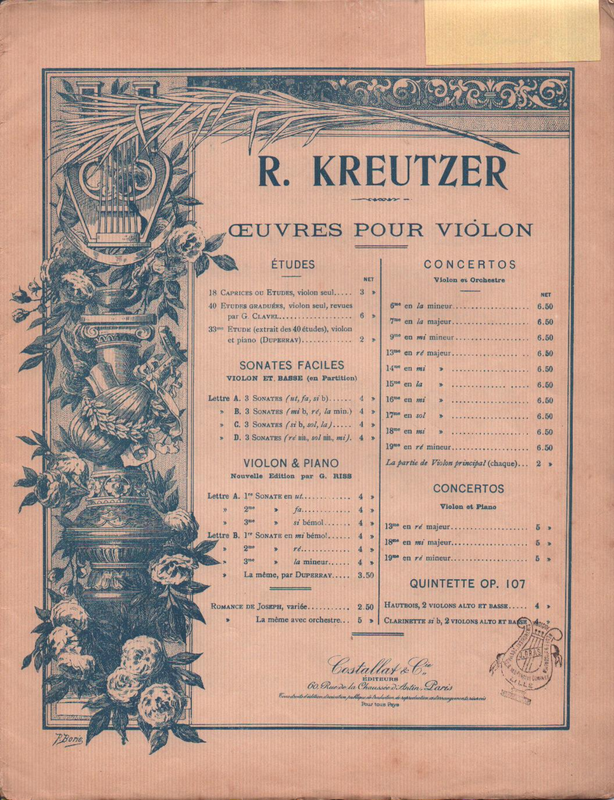 R. KREUTZER
ŒUVRES POUR VIOLON
ÉTUDES
NET
18 CAPRICES OU ETUDES, violon seul..... 3 »
40 ETUDES GRADUÉES, violon seul, revues
par G. CLAVEL..................... 6 »
33me ETUDE (extrait des 40 études), violon
et piano (DUPERRAY)................ 2 »
SONATES FACILES
VIOLON ET BASSE (en Partition)
Lettre A. 3 SONATES (ut, fa, si b)....... 4 »
» B. 3 SONATES (mi b, ré, la min.) 4 »
» C. 3 SONATES (si b, sol, la)..... 4 »
» D. 3 SONATES (ré , sol , mi). 4 »
VIOLON & PIANO
Nouvelle Edition par G. RIES
Lettre A. 1re SONATE en ut............ 4 »
» 2me » fa............ 4 »
» 3me » si bémol....... 4 »
Lettre B. 1re SONATE en mi bémol....... 4 »
» 2me » ré............ 4 »
» 3me » la mineur...... 4 »
» La même, par DUPERRAY..... 3.50
ROMANCE DE JOSEPH, variée........... 2.50
» La même avec orchestre.. 5 »
CONCERTOS
Violon et Orchestre
NET
6me en la mineur.................... 6.50
7me en la majeur.................... 6.50
9me en mi mineur.................... 6.50
13me en ré majeur.................... 6.50
14me en mi ».................... 6.50
15me en la ».................... 6.50
16me en mi ».................... 6.50
17me en sol ».................... 6.50
18me en mi ».................... 6.50
19me en ré mineur.................... 6.50
La partie de Violon principal (chaque)... 2 »
CONCERTOS
Violon et Piano
13me en ré majeur.................... 5 »
18me en mi majeur.................... 5 »
19me en ré mineur.................... 5 »
QUINTETTE OP. 107
HAUTBOIS, 2 VIOLONS ALTO ET BASSE...... 4 »
CLARINETTE si b, 2 VIOLONS ALTO ET BASSE 4 »
Costallat & Cie
ÉDITEURS
60, Rue de la Chaussée d'Antin, Paris
Pour tous Pays
LILLE
P. Borie